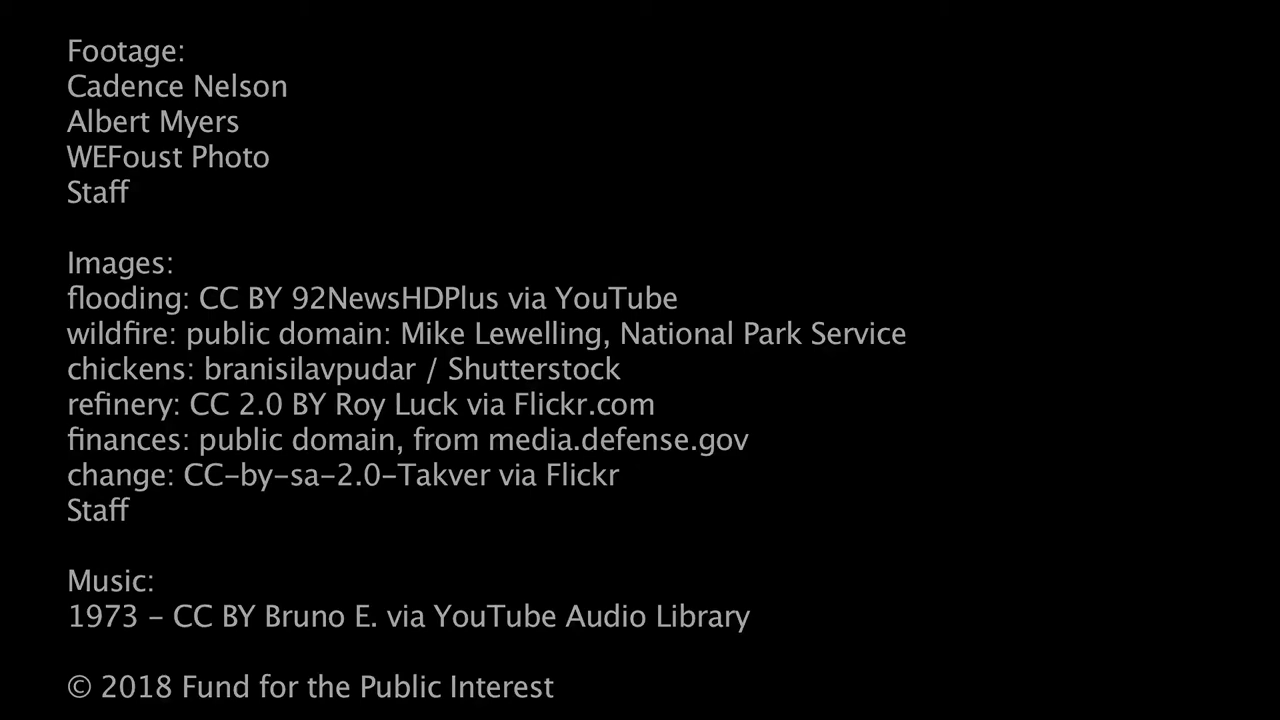 Footage:
Cadence Nelson
Albert Myers
WEFoust Photo
Staff
Images:
flooding: CC BY 92NewsHDPlus via YouTube
wildfire: public domain: Mike Lewelling, National Park Service
chickens: branisilavpudar / Shutterstock
refinery: CC 2.0 BY Roy Luck via Flickr.com
finances: public domain, from media.defense.gov
change: CC-by-sa-2.0-Takver via Flickr
Staff
Music:
1973 - CC BY Bruno E. via YouTube Audio Library
© 2018 Fund for the Public Interest